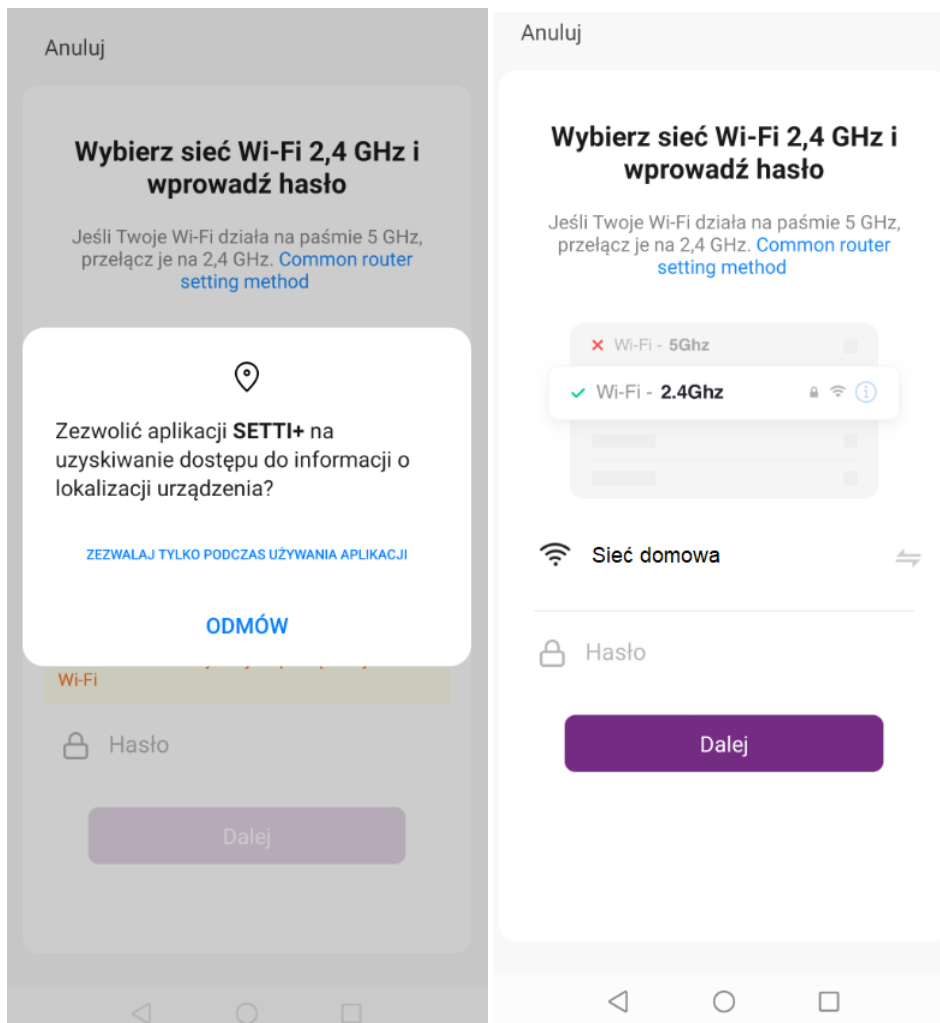 Anuluj
Wybierz sieć Wi-Fi 2,4 GHz i
wprowadź hasło
Jeśli Twoje Wi-Fi działa na paśmie 5 GHz,
przełącz je na 2,4 GHz. Common router
setting method
Zezwolić aplikacji SETTI+ na
uzyskiwanie dostępu do informacji o
lokalizacji urządzenia?
ZEZWALAJ TYLKO PODCZAS UŻYWANIA APLIKACJI
ODMÓW
Wi-Fi
Hasło
Dalej
Anuluj
Wybierz sieć Wi-Fi 2,4 GHz i
wprowadź hasło
Jeśli Twoje Wi-Fi działa na paśmie 5 GHz,
przełącz je na 2,4 GHz. Common router
setting method
Wi-Fi - 5Ghz
Wi-Fi - 2.4Ghz
Sieć domowa
Hasło
Dalej